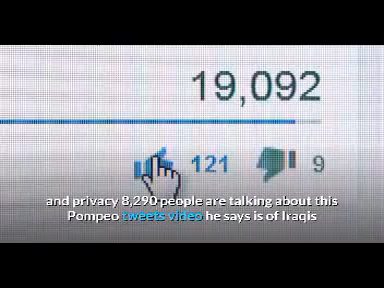 19,092
121 9
and privacy 8,290 people are talking about this
Pompeo tweets video he says is of Iraqis